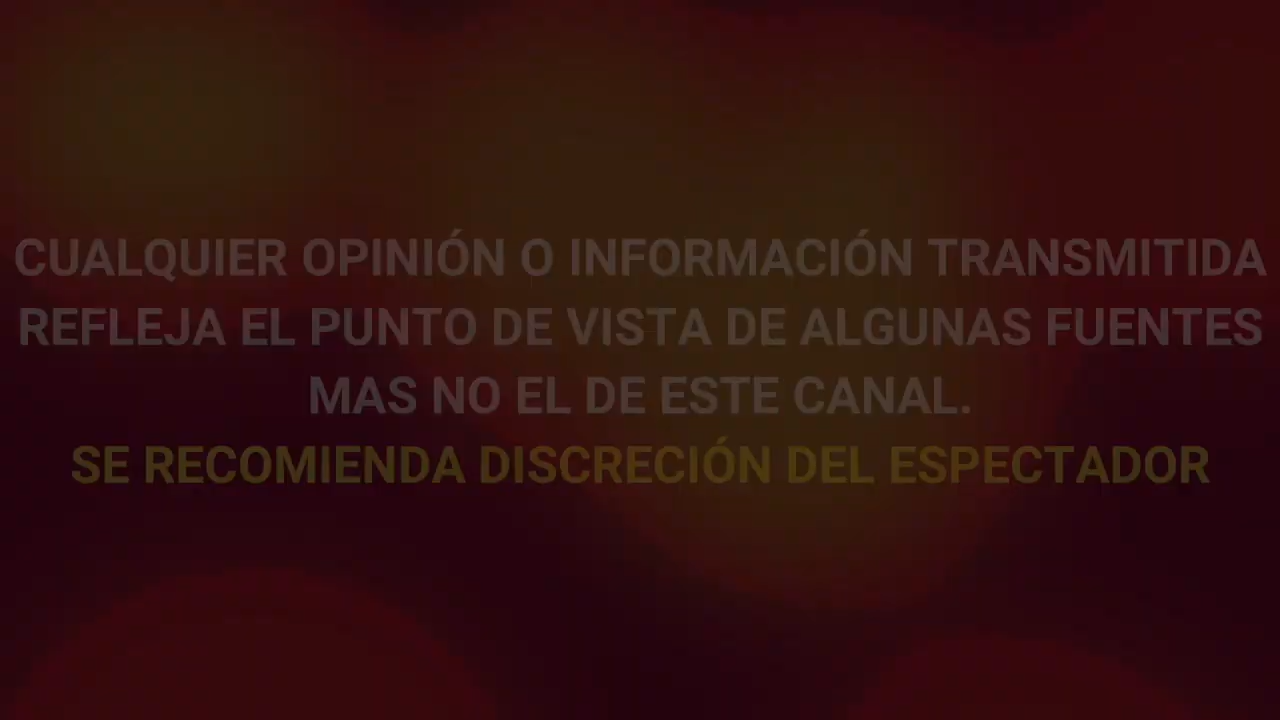 CUALQUIER OPINIÓN O INFORMACIÓN TRANSMITIDA
REFLEJA EL PUNTO DE VISTA DE ALGUNAS FUENTES
MAS NO EL DE ESTE CANAL.
SE RECOMIENDA DISCRECIÓN DEL ESPECTADOR